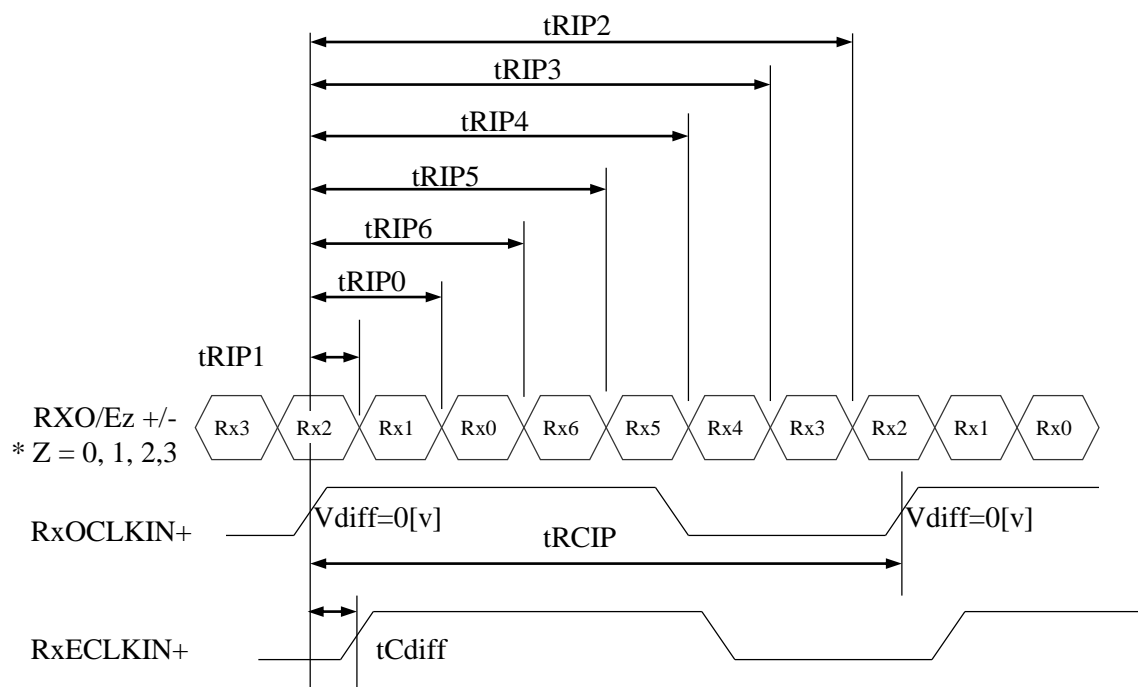 tRIP2
tRIP3
tRIP4
tRIP5
tRIP6
tRIP0
tRIP1
RXO/Ez +/-
* Z = 0, 1, 2,3
Rx3 Rx2 Rx1 Rx0 Rx6 Rx5 Rx4 Rx3 Rx2 Rx1 Rx0
RxOCLKIN+
Vdiff=0[v] Vdiff=0[v]
tRCIP
RxECLKIN+
tCdiff